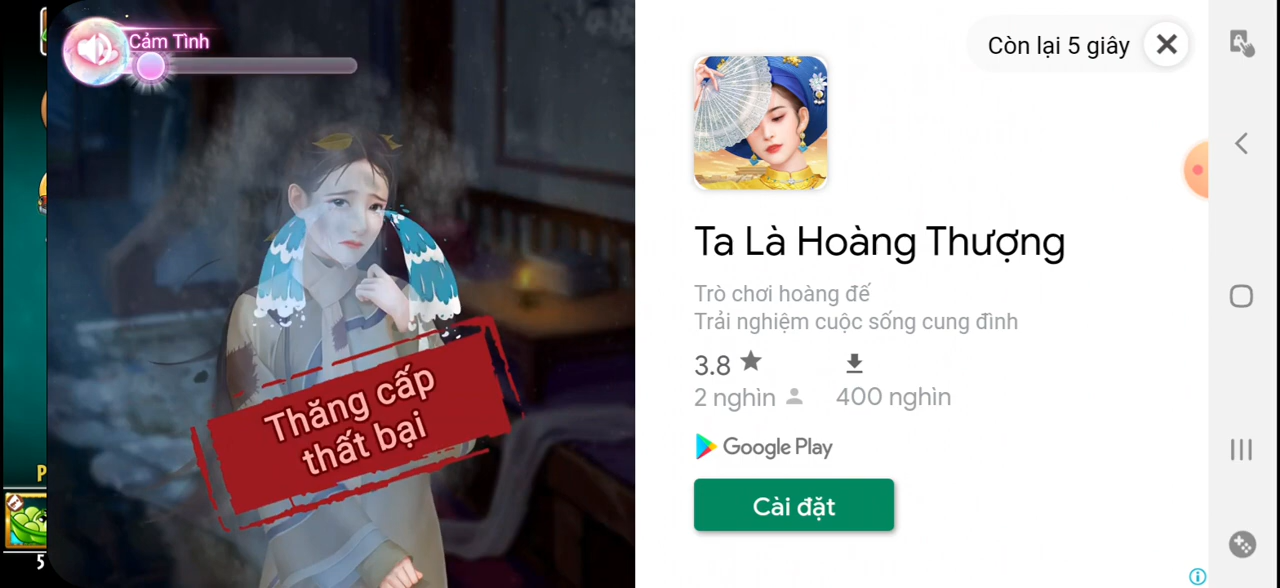 Cảm Tình
Thăng cấp
thất bại
Còn lại 5 giây
Ta Là Hoàng Thượng
Trò chơi hoàng đế
Trải nghiệm cuộc sống cung đình
3.8
2 nghìn
400 nghìn
Google Play
Cài đặt
P
5